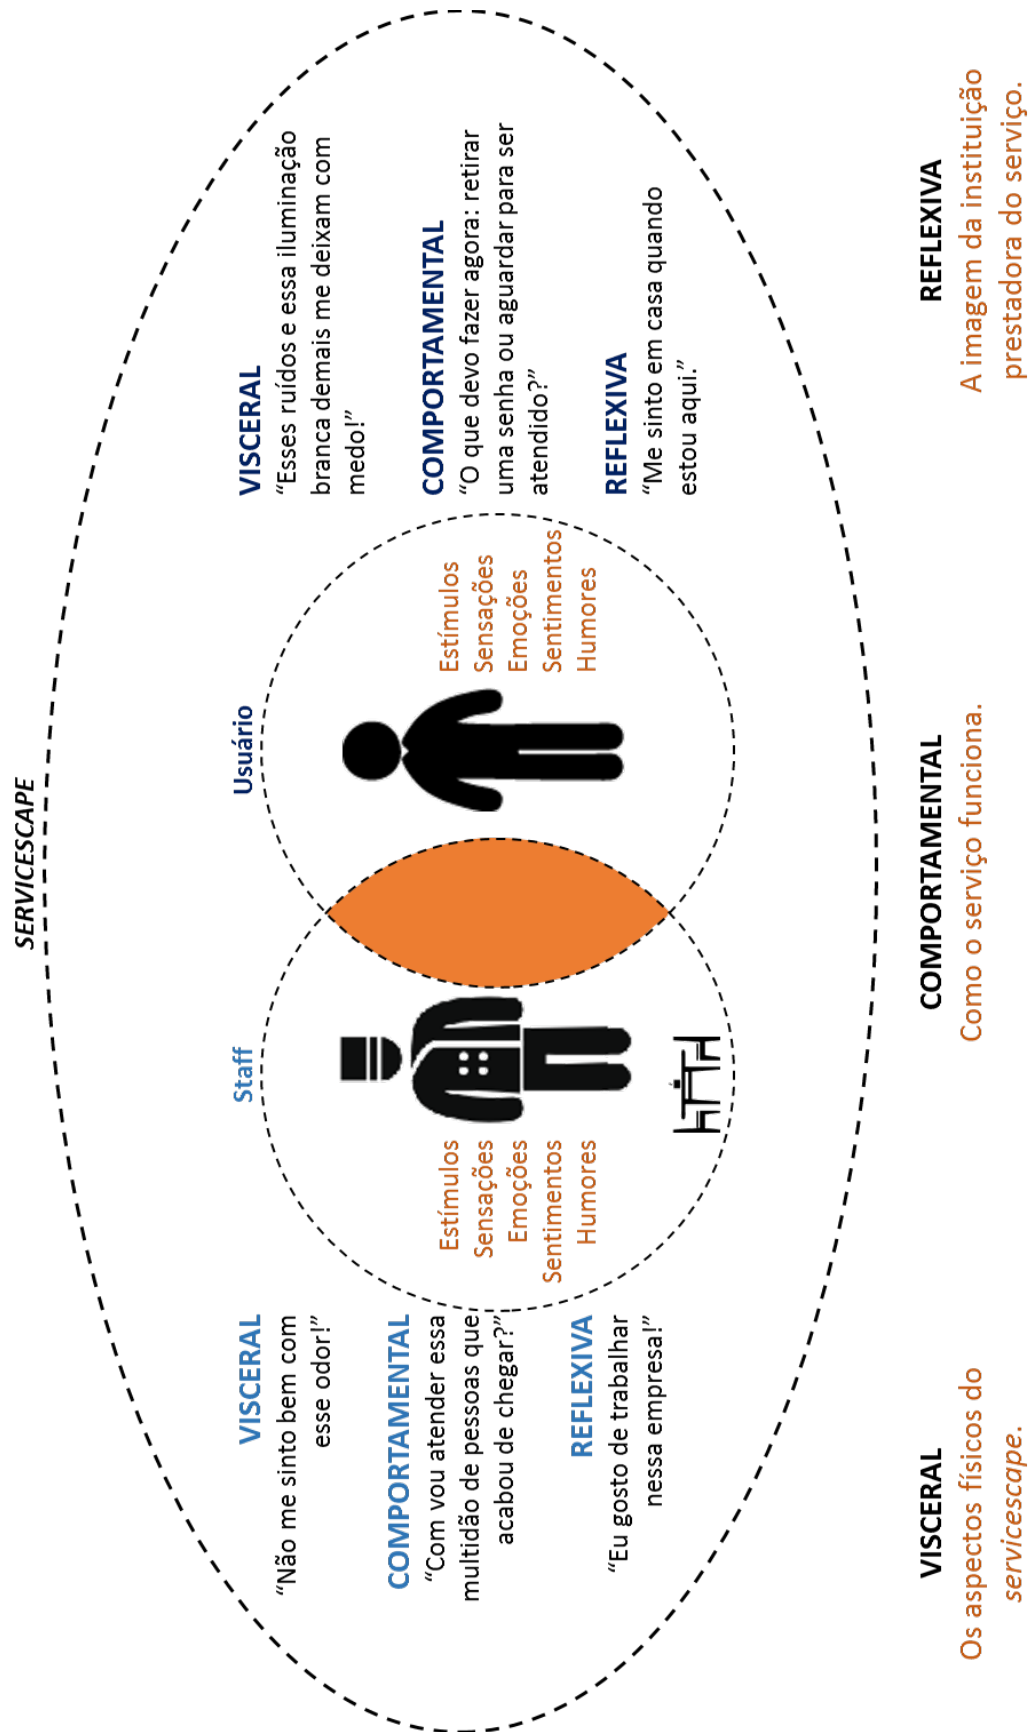 SERVICESCAPE
Staff
Usuário
VISCERAL
“Não me sinto bem com
esse odor!”
COMPORTAMENTAL
“Com vou atender essa
multidão de pessoas que
acabou de chegar?”
REFLEXIVA
“Eu gosto de trabalhar
nessa empresa!”
Estímulos
Sensações
Emoções
Sentimentos
Humores
Estímulos
Sensações
Emoções
Sentimentos
Humores
VISCERAL
“Esses ruídos e essa iluminação
branca demais me deixam com
medo!”
COMPORTAMENTAL
“O que devo fazer agora: retirar
uma senha ou aguardar para ser
atendido?”
REFLEXIVA
“Me sinto em casa quando
estou aqui.”
VISCERAL
Os aspectos físicos do
servicescape.
COMPORTAMENTAL
Como o serviço funciona.
REFLEXIVA
A imagem da instituição
prestadora do serviço.